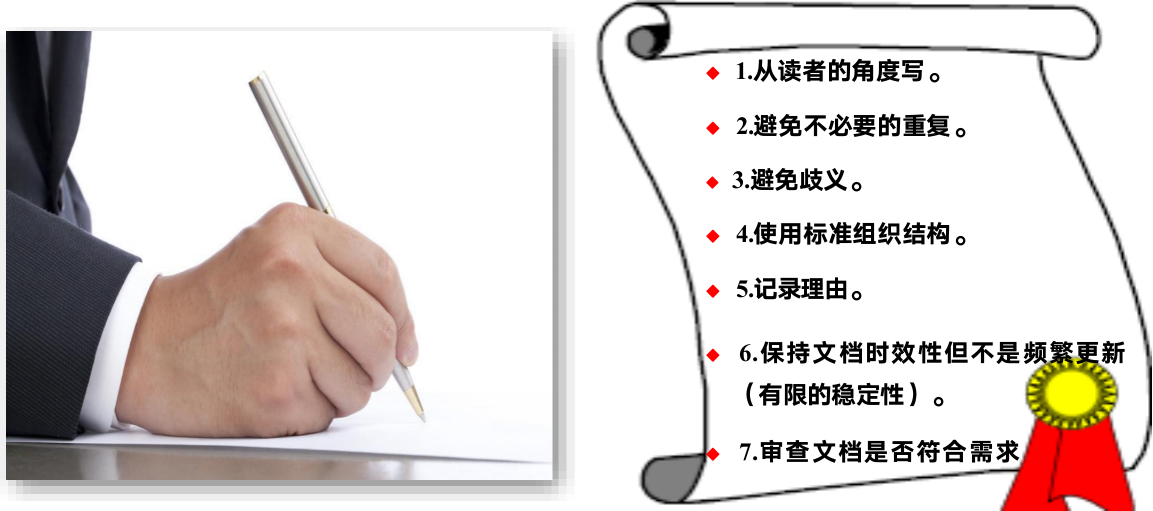 1.从读者的角度写。
2.避免不必要的重复。
3.避免歧义。
4.使用标准组织结构。
5.记录理由。
6.保持文档时效性但不是频繁更新
（有限的稳定性）。
7.审查文档是否符合需求